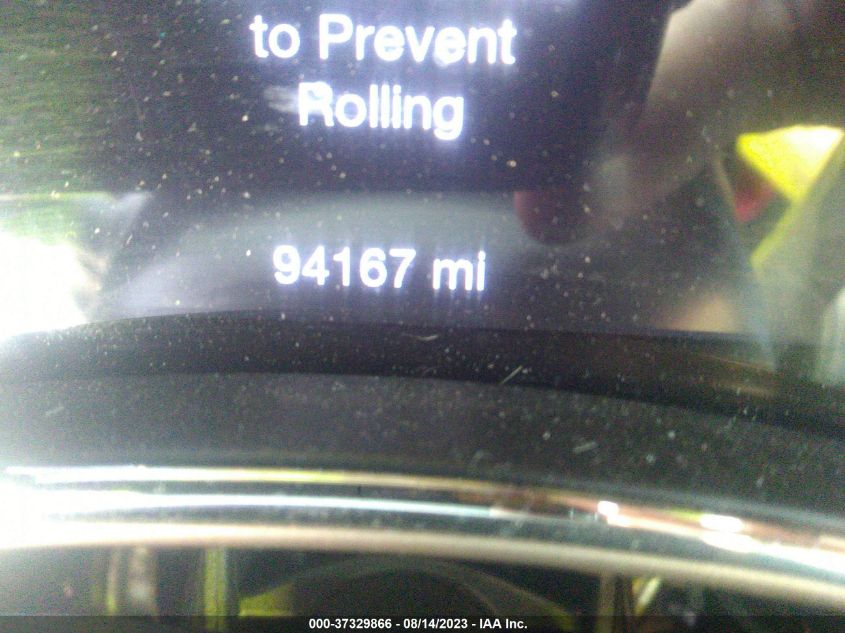 to Prevent
Rolling
94167 mi
000-37329866 - 08/14/2023 - IAA Inc.